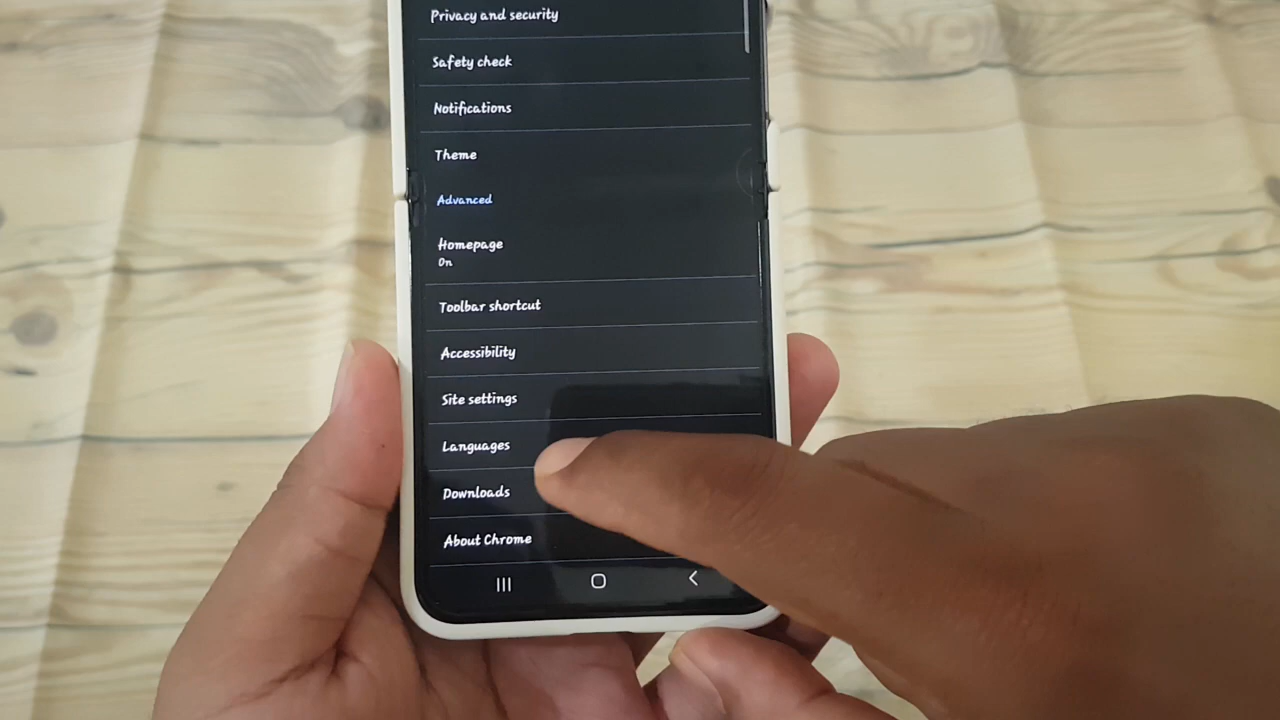 Privacy and security
Safety check
Notifications
Theme
Advanced
Homepage
On
Toolbar shortcut
Accessibility
Site settings
Languages
Downloads
About Chrome